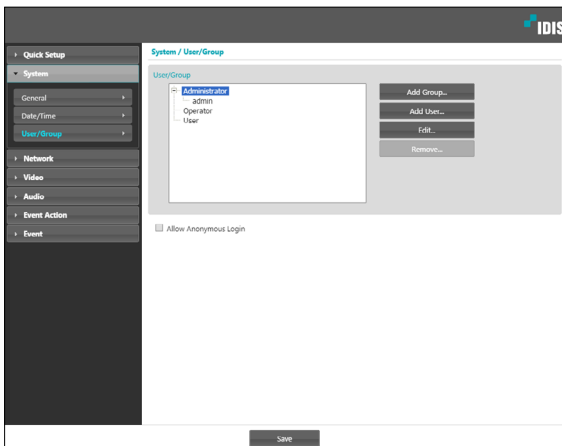 IDIS
Quick Setup
System
General
Date/Time
User/Group
Network
Video
Audio
Event Action
Event
System / User/Group
User/Group
Administrator
admin
Operator
User
Add Group...
Add User...
Edit...
Remove...
Allow Anonymous Login
Save